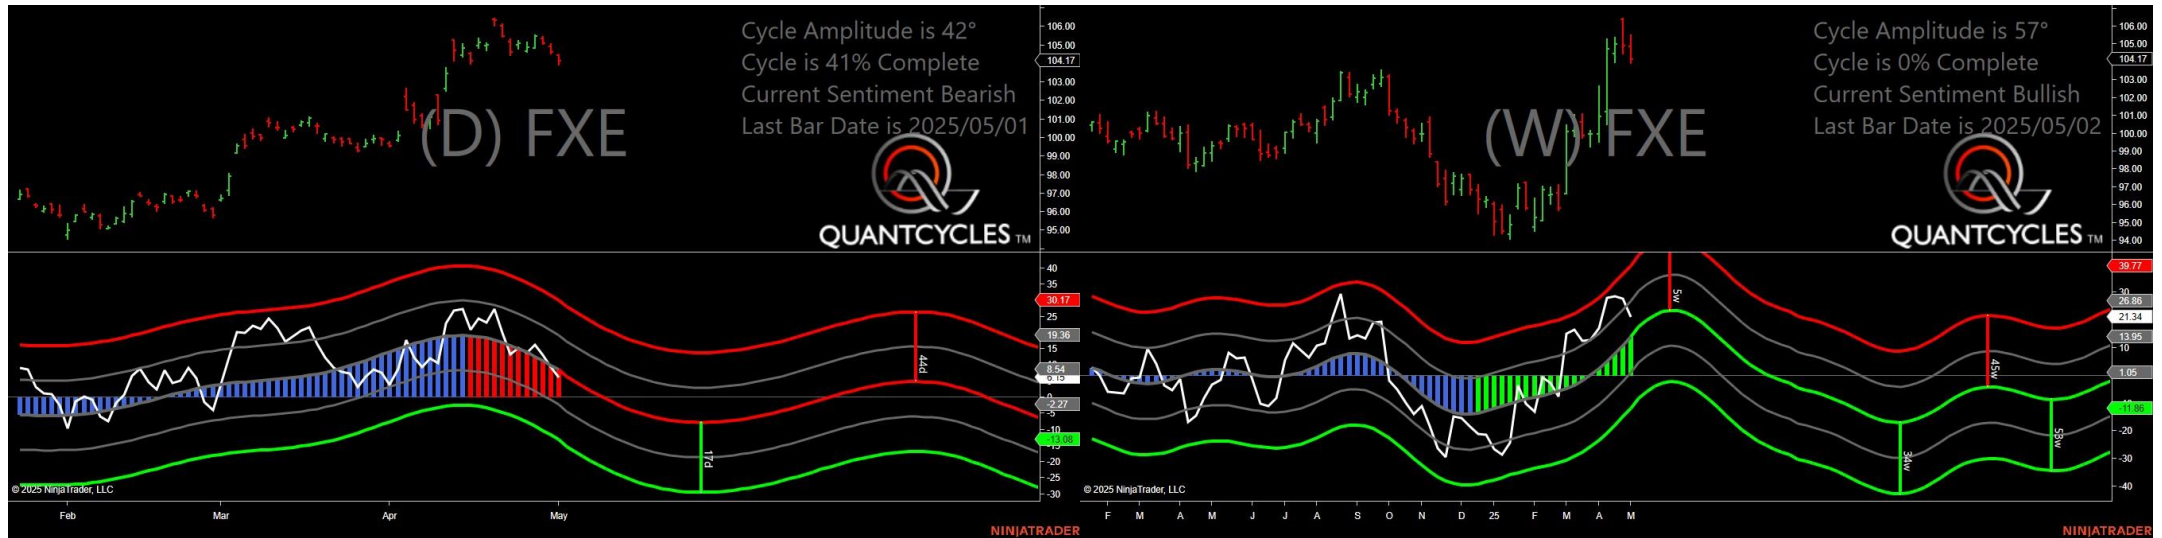 Cycle Amplitude is 42°
Cycle is 41% Complete
Current Sentiment Bearish
Last Bar Date is 2025/05/01
(D) FXE
QUANTCYCLES TM
106.00
105.00
104.17
103.00
102.00
101.00
100.00
99.00
98.00
97.00
96.00
95.00
40
35
30.17
25
19.36
15
8.54
6.15
0
-2.27
-5
-10
-13.08
-20
-25
-30
44d
17d
© 2025 NinjaTrader, LLC
Feb Mar Apr May
NINJATRADER
Cycle Amplitude is 57°
Cycle is 0% Complete
Current Sentiment Bullish
Last Bar Date is 2025/05/02
(W) FXE
QUANTCYCLES TM
106.00
105.00
104.17
103.00
102.00
101.00
100.00
99.00
98.00
97.00
96.00
95.00
94.00
39.77
30
26.86
21.34
13.95
10
1.05
-11.86
-20
-30
-40
5w
45w
34w
53w
© 2025 NinjaTrader, LLC
F M A M J J A S O N D 25 F M A M
NINJATRADER